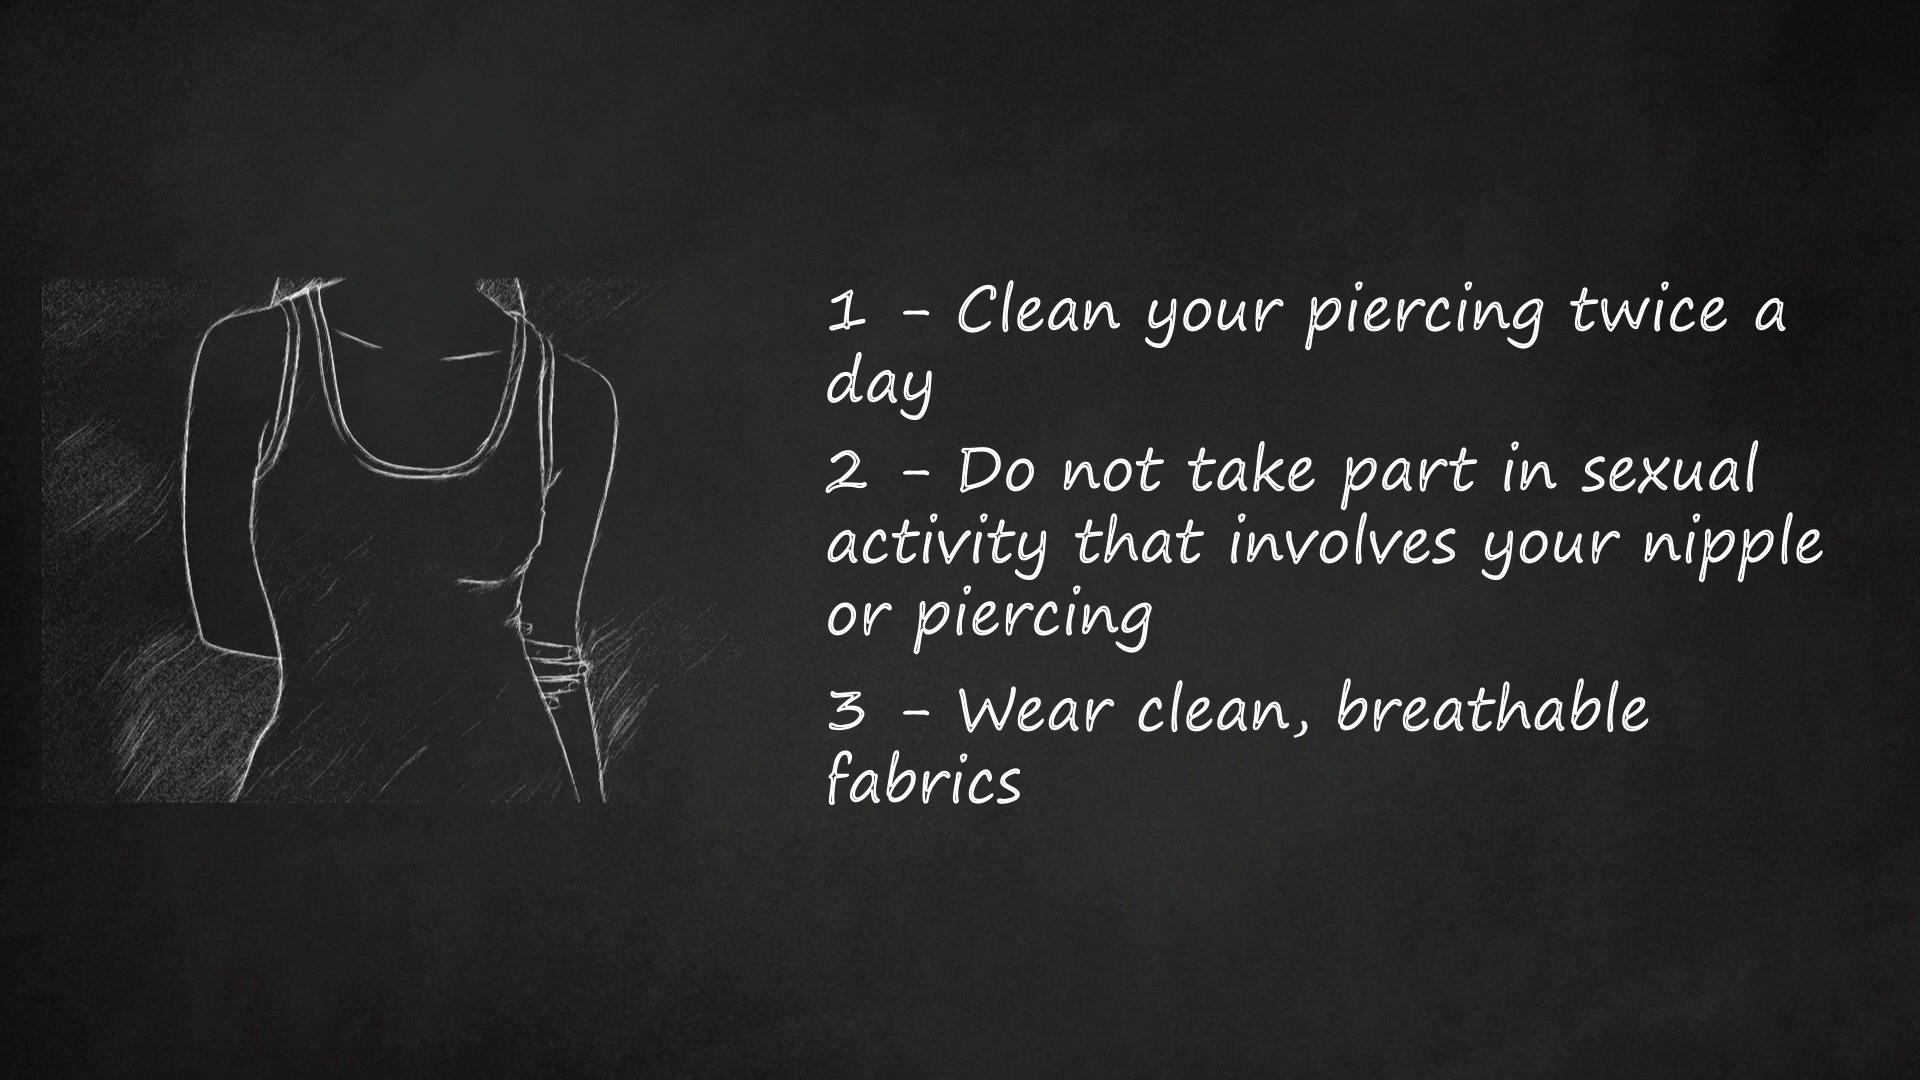 1 - Clean your piercing twice a
day
2 - Do not take part in sexual
activity that involves your nipple
or piercing
3 - Wear clean, breathable
fabrics